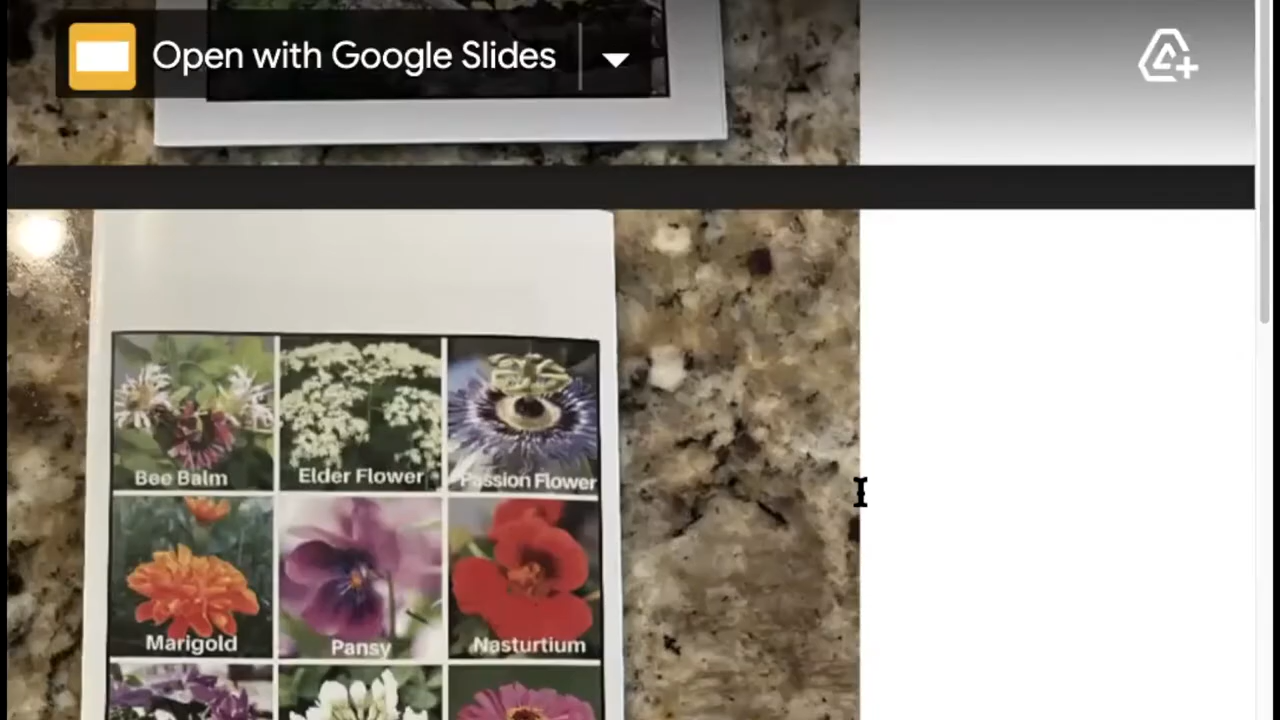 Open with Google Slides
Bee Balm
Elder Flower
Passion Flower
Marigold
Pansy
Nasturtium